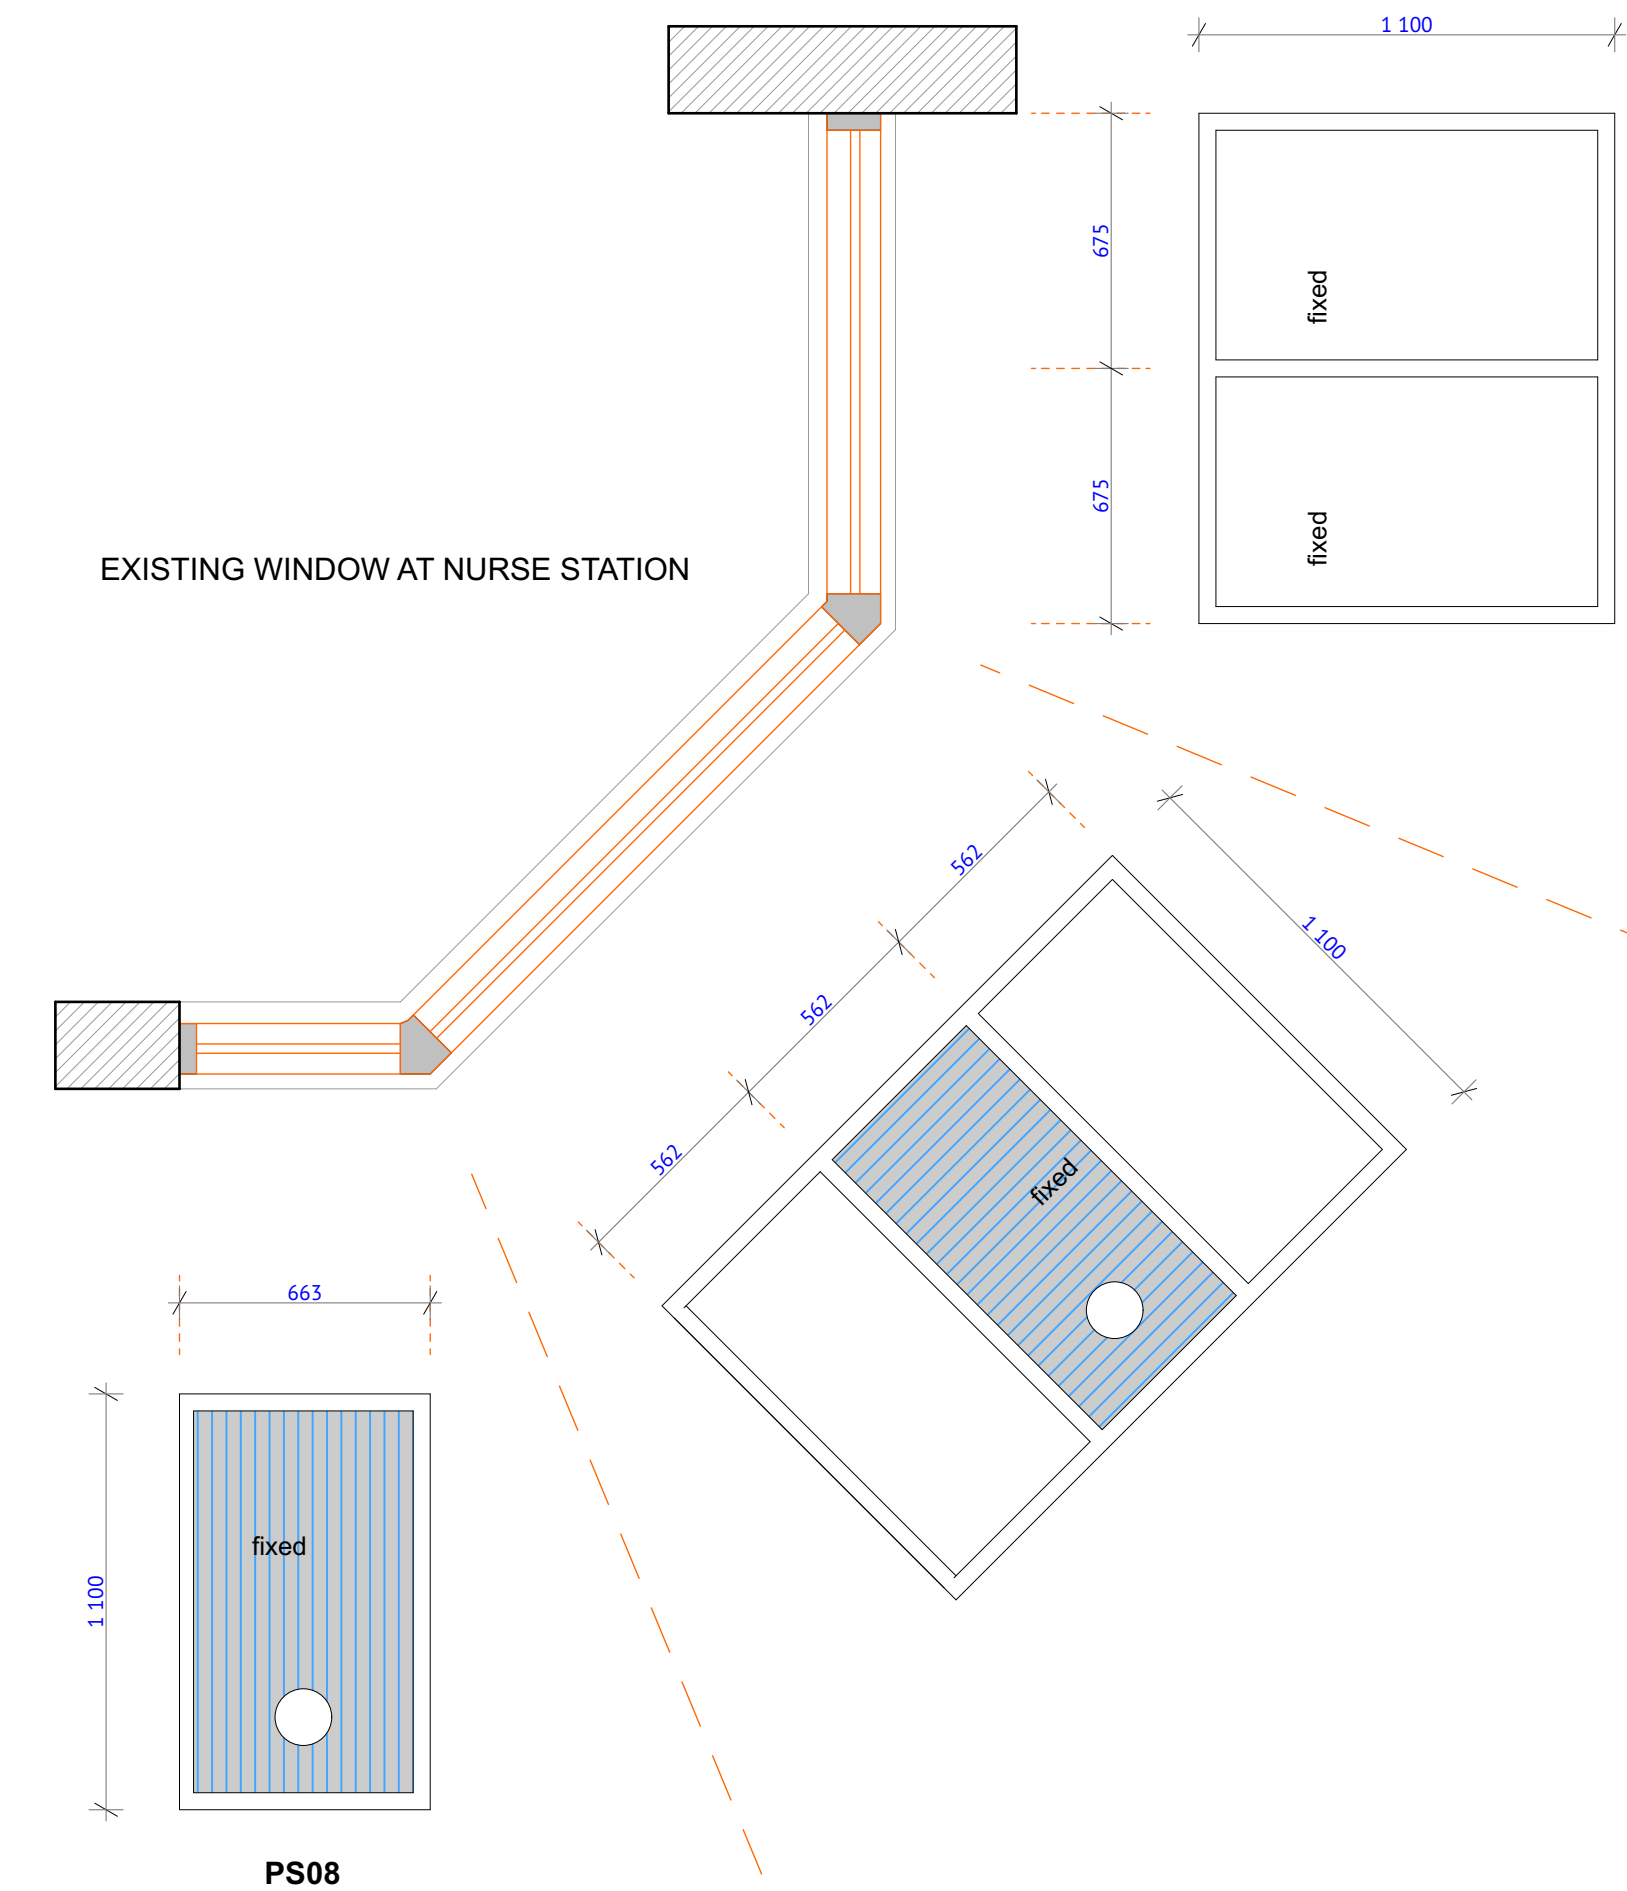 1 100
675
fixed
675
fixed
EXISTING WINDOW AT NURSE STATION
562
1 100
562
562
fixed
663
fixed
1 100
PS08